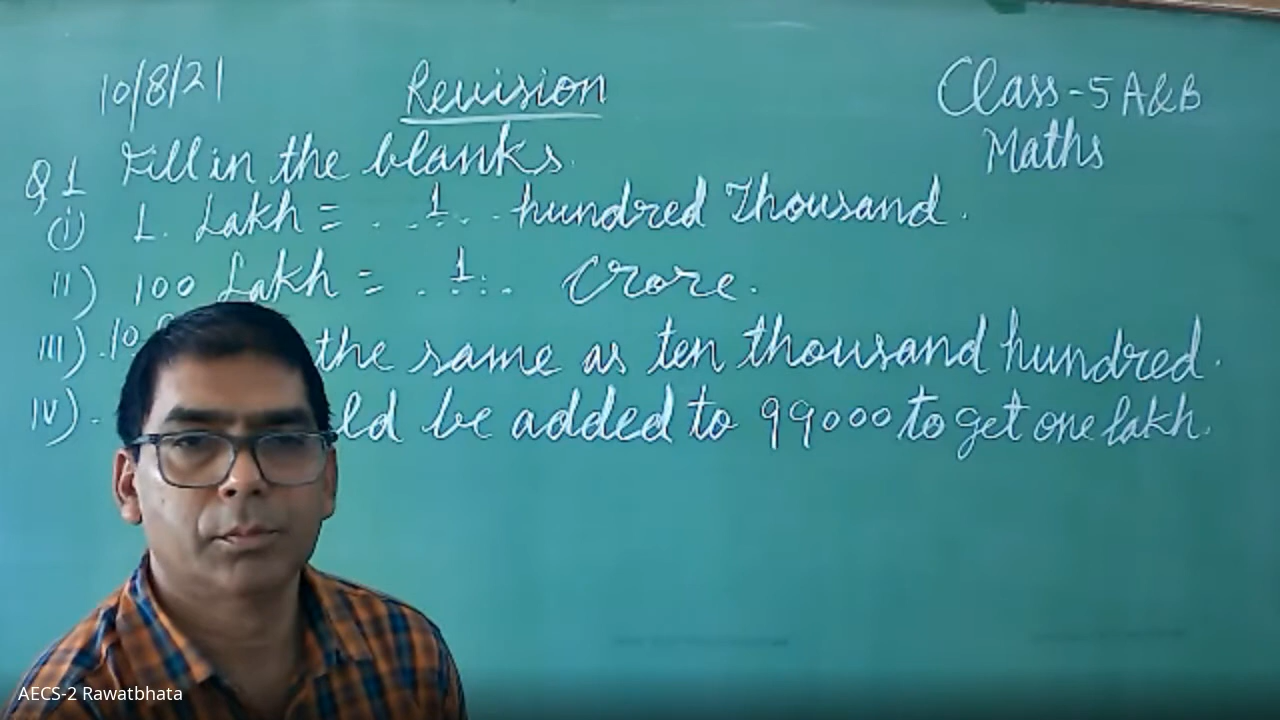 10/8/21 Revision Class-5 A&B
Maths
Q1 Fill in the blanks.
(i) 1. Lakh = . . 1 . . . hundred Thousand.
ii) 100 Lakh = . . 1 . . . Crore.
iii) .10 the same as ten thousand hundred.
iv) . be added to 99000 to get one lakh.
AECS-2 Rawatbhata